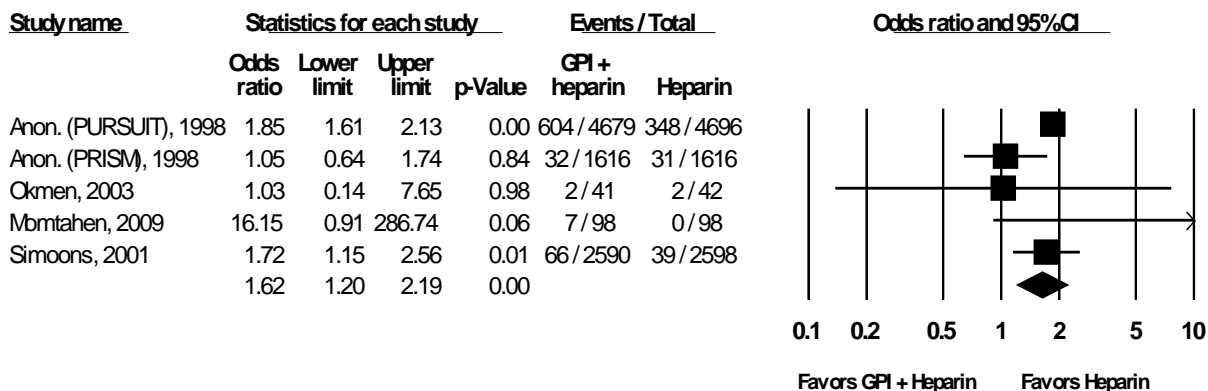 Study name Statistics for each study Events / Total Odds ratio and 95%CI
Odds Lower Upper GPI +
ratio limit limit p-Value heparin Heparin
Anon. (PURSUIT), 1998 1.85 1.61 2.13 0.00 604 / 4679 348 / 4696
Anon. (PRISM), 1998 1.05 0.64 1.74 0.84 32 / 1616 31 / 1616
Okmen, 2003 1.03 0.14 7.65 0.98 2 / 41 2 / 42
Momtahen, 2009 16.15 0.91 286.74 0.06 7 / 98 0 / 98
Simoons, 2001 1.72 1.15 2.56 0.01 66 / 2590 39 / 2598
1.62 1.20 2.19 0.00
0.1 0.2 0.5 1 2 5 10
Favors GPI + Heparin Favors Heparin